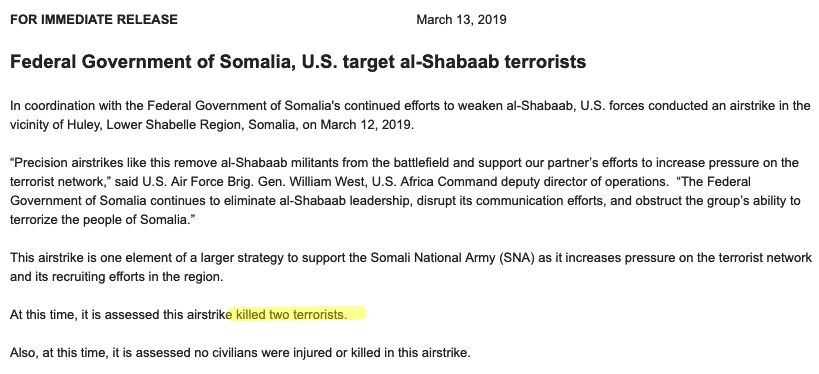 FOR IMMEDIATE RELEASE March 13, 2019
Federal Government of Somalia, U.S. target al-Shabaab terrorists
In coordination with the Federal Government of Somalia's continued efforts to weaken al-Shabaab, U.S. forces conducted an airstrike in the
vicinity of Huley, Lower Shabelle Region, Somalia, on March 12, 2019.
“Precision airstrikes like this remove al-Shabaab militants from the battlefield and support our partner’s efforts to increase pressure on the
terrorist network,” said U.S. Air Force Brig. Gen. William West, U.S. Africa Command deputy director of operations. “The Federal
Government of Somalia continues to eliminate al-Shabaab leadership, disrupt its communication efforts, and obstruct the group’s ability to
terrorize the people of Somalia.”
This airstrike is one element of a larger strategy to support the Somali National Army (SNA) as it increases pressure on the terrorist network
and its recruiting efforts in the region.
At this time, it is assessed this airstrike killed two terrorists.
Also, at this time, it is assessed no civilians were injured or killed in this airstrike.